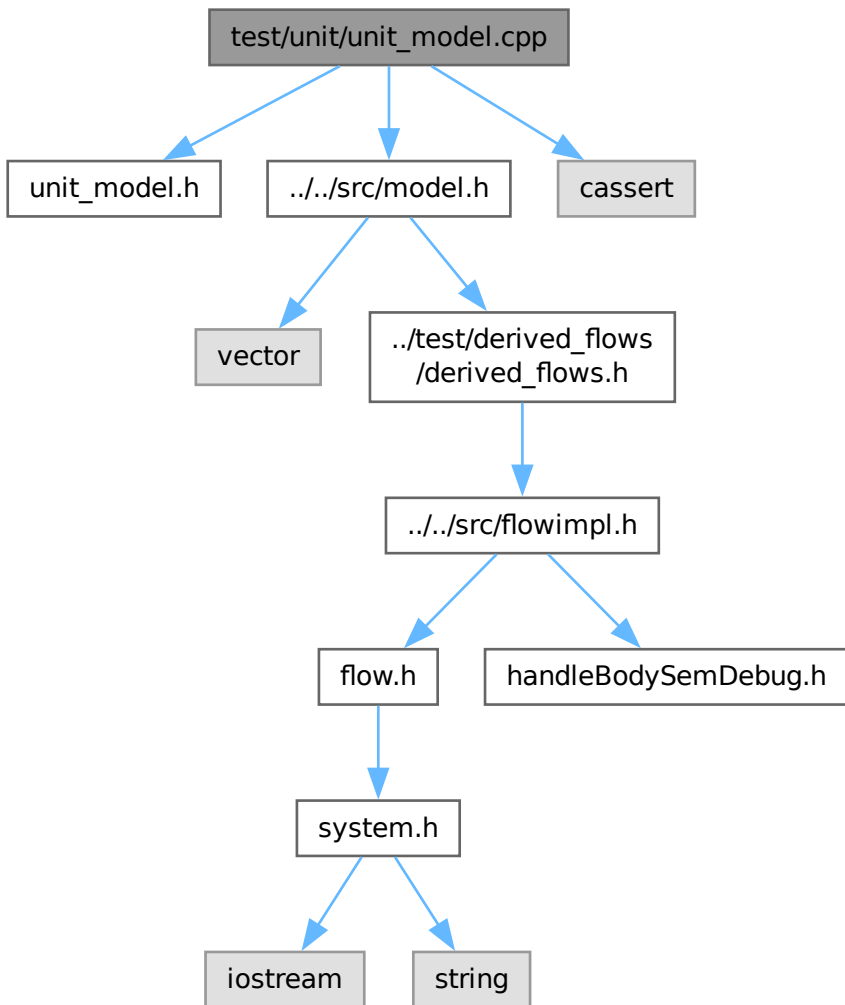 test/unit/unit_model.cpp
unit_model.h
../../src/model.h
cassert
vector
../test/derived_flows
/derived_flows.h
../../src/flowimpl.h
flow.h
handleBodySemDebug.h
system.h
iostream
string